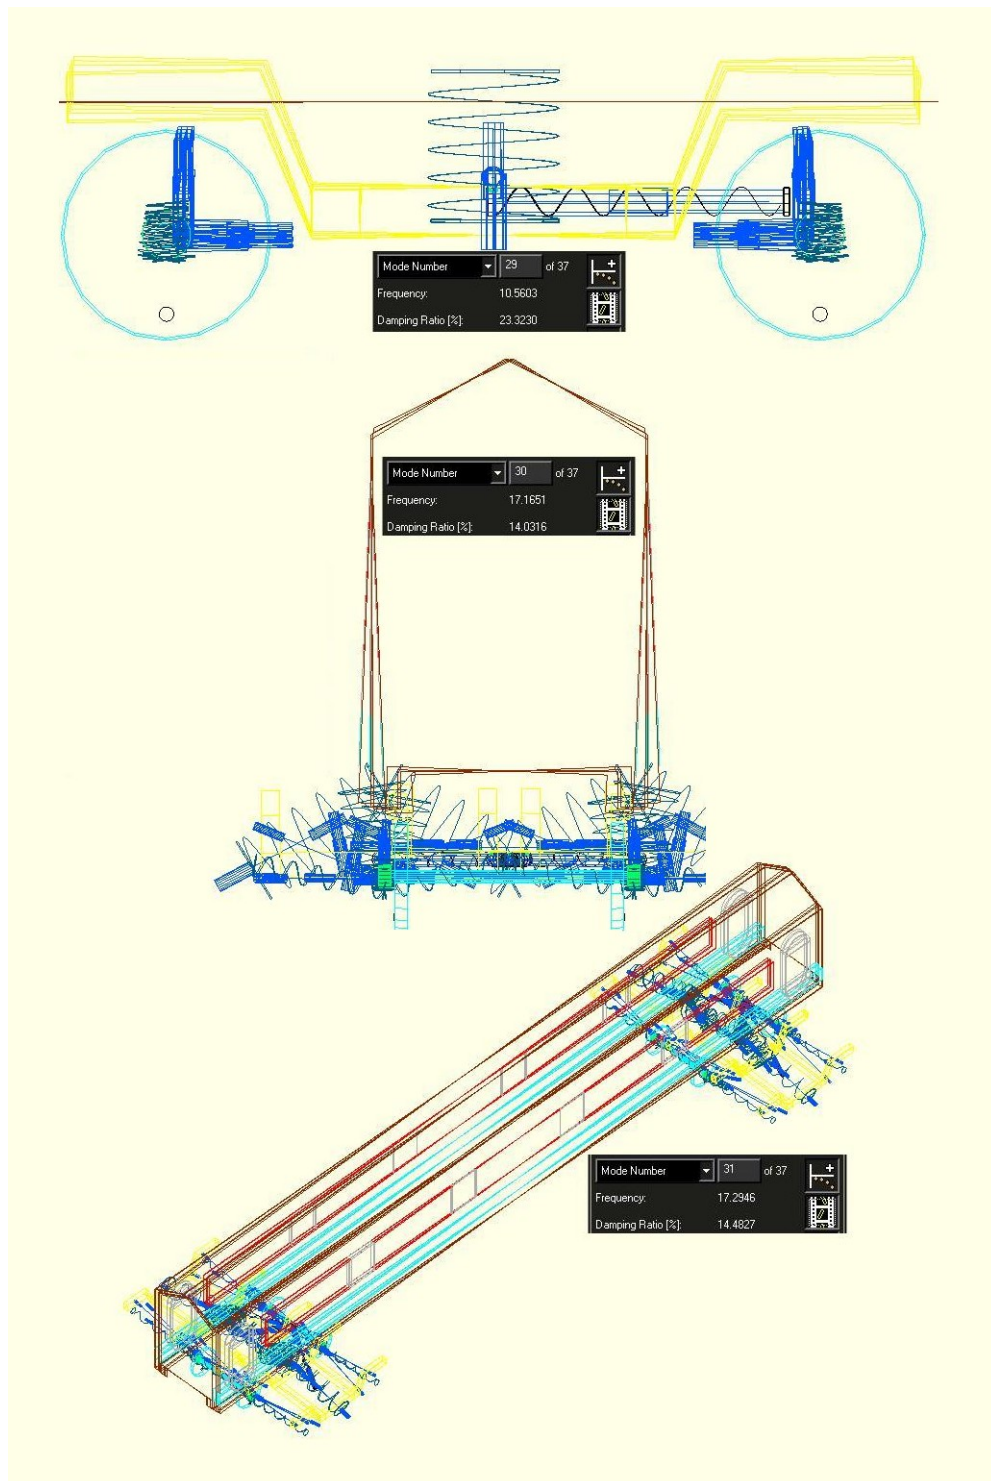 Mode Number 29 of 37
Frequency: 10.5603
Damping Ratio [%]: 23.3230
Mode Number 30 of 37
Frequency: 17.1651
Damping Ratio [%]: 14.0316
Mode Number 31 of 37
Frequency: 17.2946
Damping Ratio [%]: 14.4827